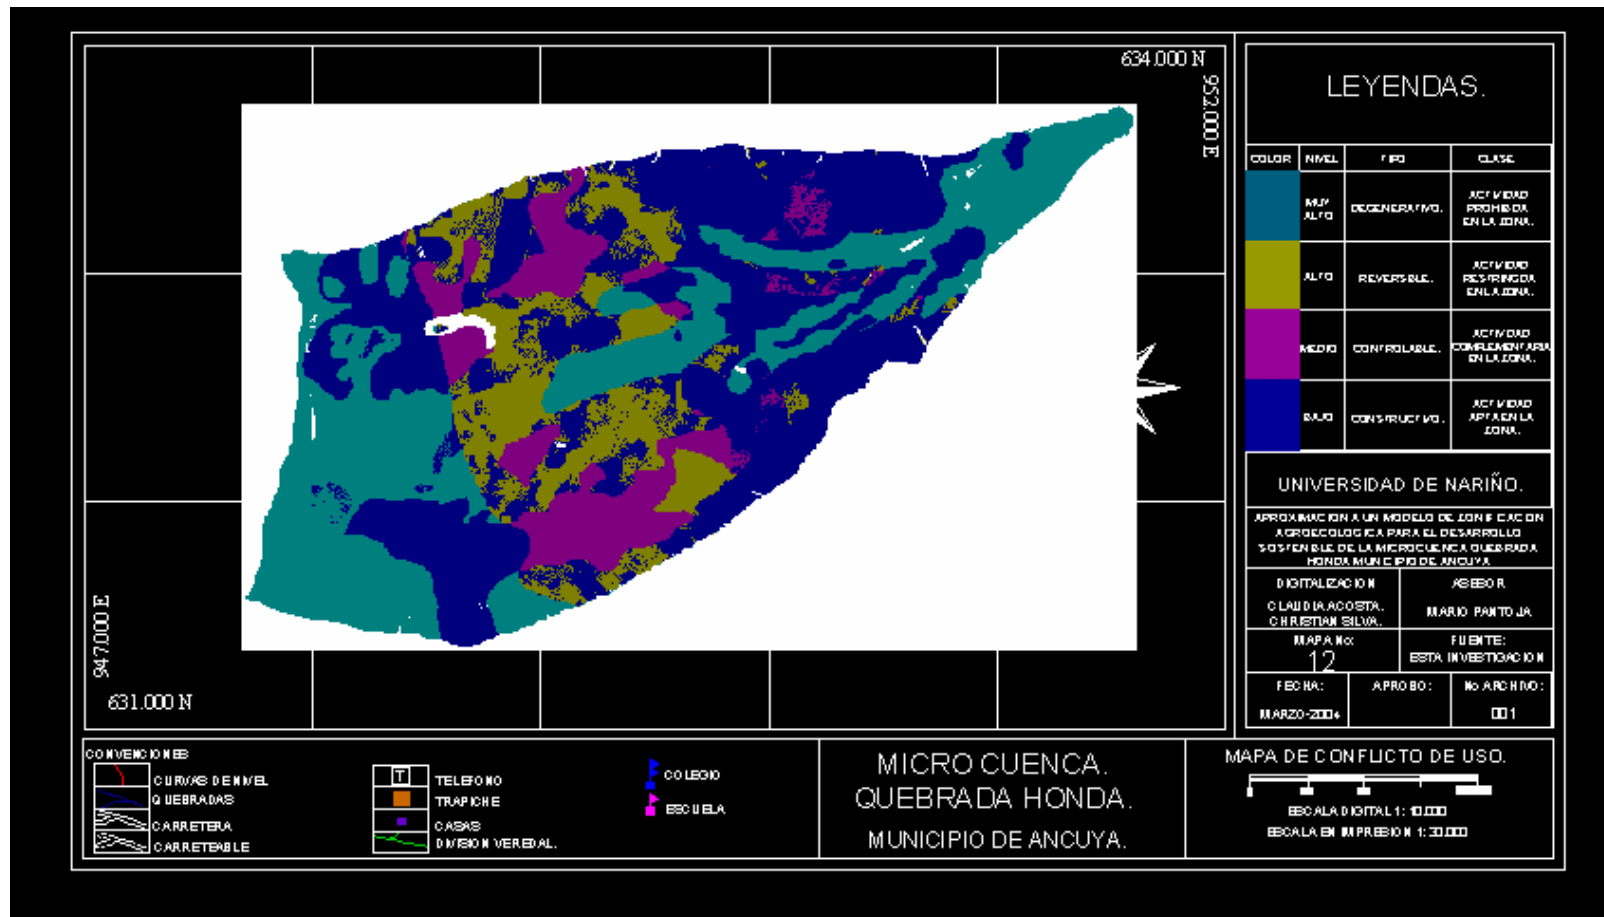 634.000 N
952.000 E
947.000 E
631.000 N
LEYENDAS.
COLOR NIVEL TIPO CLASE
MUY ALTO DEGENERATIVO. ACTIVIDAD PROHIBIDA EN LA ZONA.
ALTO REVERSIBLE. ACTIVIDAD RESTRINGIDA EN LA ZONA.
MEDIO CONTROLABLE. ACTIVIDAD COMPLEMENTARIA EN LA ZONA.
BAJO CONSTRUCTIVO. ACTIVIDAD APTA EN LA ZONA.
UNIVERSIDAD DE NARIÑO.
APROXIMACION A UN MODELO DE ZONIFICACION
AGROECOLOGICA PARA EL DESARROLLO
SOSTENIBLE DE LA MICROCUENCA QUEBRADA
HONDA MUNICIPIO DE ANCUYA
DIGITALIZACION
CLAUDIA ACOSTA.
CHRISTIAN SILVA.
ASESOR
MARIO PANTOJA
MAPA No:
12
FUENTE:
ESTA INVESTIGACION
FECHA:
MARZO-2004
APROBO:
No ARCHIVO:
001
CONVENCIONES
CURVAS DE NIVEL
QUEBRADAS
CARRETERA
CARRETEABLE
T TELEFONO
TRAPICHE
CASAS
DIVISION VEREDAL.
COLEGIO
ESCUELA
MICRO CUENCA.
QUEBRADA HONDA.
MUNICIPIO DE ANCUYA.
MAPA DE CONFLICTO DE USO.
ESCALA DIGITAL 1: 10.000
ESCALA EN IMPRESION 1: 30.000